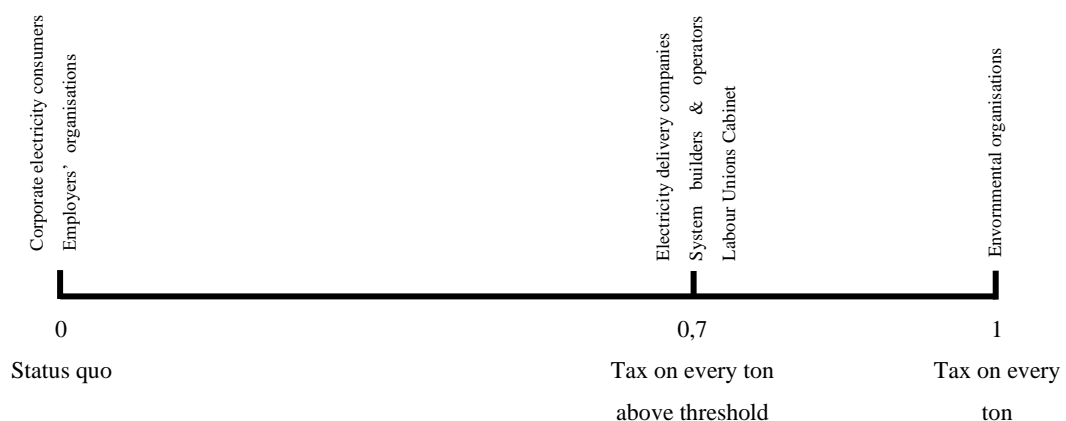 Corporate electricity consumers
Employers’ organisations
Electricity delivery companies
System builders & operators
Labour Unions Cabinet
Envornmental organisations
0
0,7
1
Status quo
Tax on every ton
above threshold
Tax on every
ton